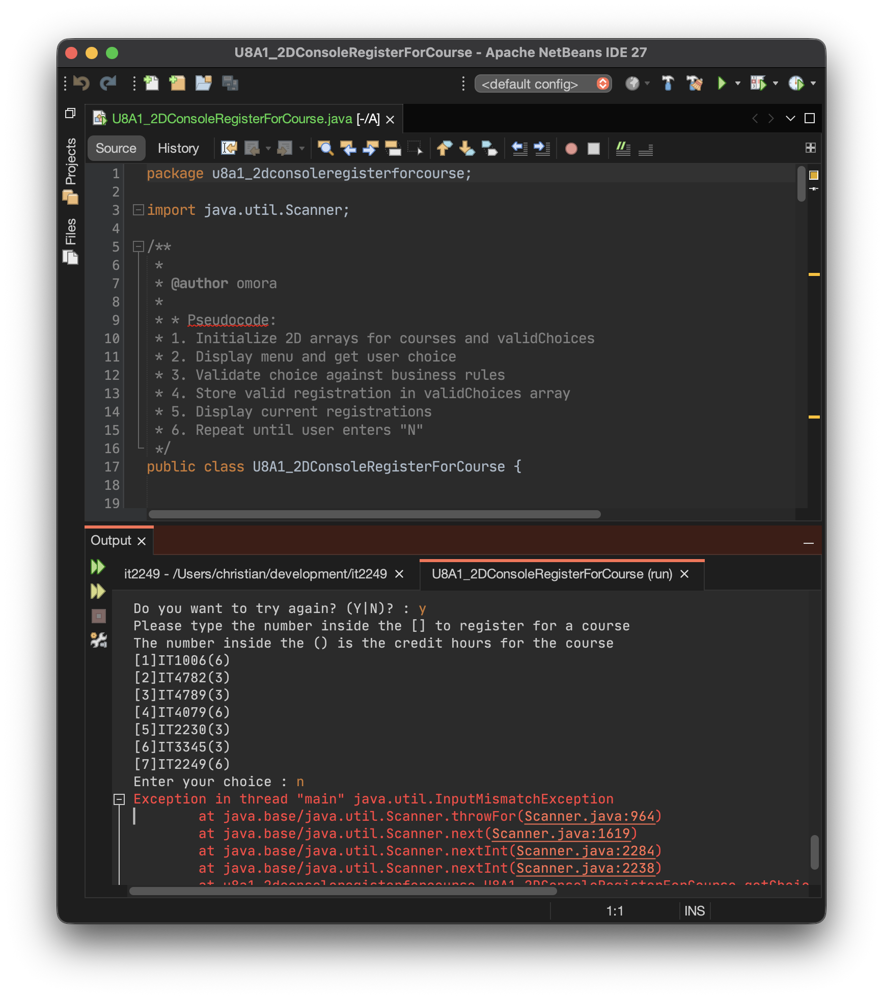 U8A1_2DConsoleRegisterForCourse - Apache NetBeans IDE 27
<default config>
U8A1_2DConsoleRegisterForCourse.java [-/A]
Projects
Files
Source History
1 package u8a1_2dconsoleregisterforcourse;
2
3 import java.util.Scanner;
4
5 /**
6 *
7 * @author omora
8 *
9 * * Pseudocode:
10 * 1. Initialize 2D arrays for courses and validChoices
11 * 2. Display menu and get user choice
12 * 3. Validate choice against business rules
13 * 4. Store valid registration in validChoices array
14 * 5. Display current registrations
15 * 6. Repeat until user enters "N"
16 */
17 public class U8A1_2DConsoleRegisterForCourse {
18
19
Output
it2249 - /Users/christian/development/it2249
U8A1_2DConsoleRegisterForCourse (run)
Do you want to try again? (Y|N)? : y
Please type the number inside the [] to register for a course
The number inside the () is the credit hours for the course
[1]IT1006(6)
[2]IT4782(3)
[3]IT4789(3)
[4]IT4079(6)
[5]IT2230(3)
[6]IT3345(3)
[7]IT2249(6)
Enter your choice : n
Exception in thread "main" java.util.InputMismatchException
at java.base/java.util.Scanner.throwFor(Scanner.java:964)
at java.base/java.util.Scanner.next(Scanner.java:1619)
at java.base/java.util.Scanner.nextInt(Scanner.java:2284)
at java.base/java.util.Scanner.nextInt(Scanner.java:2238)
at u8a1_2dconsoleregisterforcourse.U8A1_2DConsoleRegisterForCourse.getChoic
1:1 INS